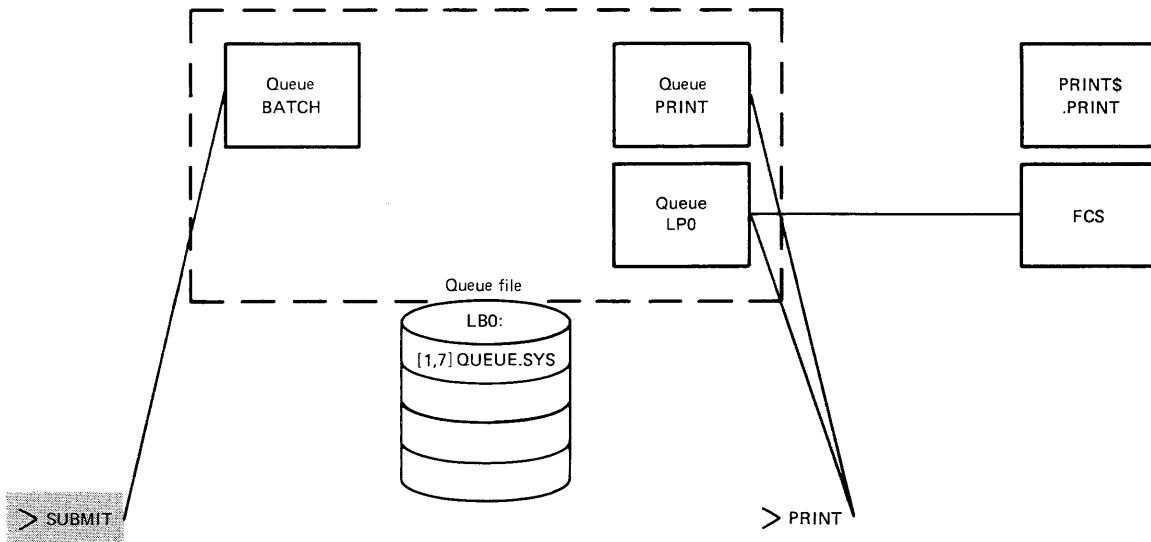 Queue
BATCH
Queue
PRINT
PRINT$
.PRINT
Queue
LP0
FCS
Queue file
LB0:
[1,7] QUEUE.SYS
> SUBMIT
> PRINT